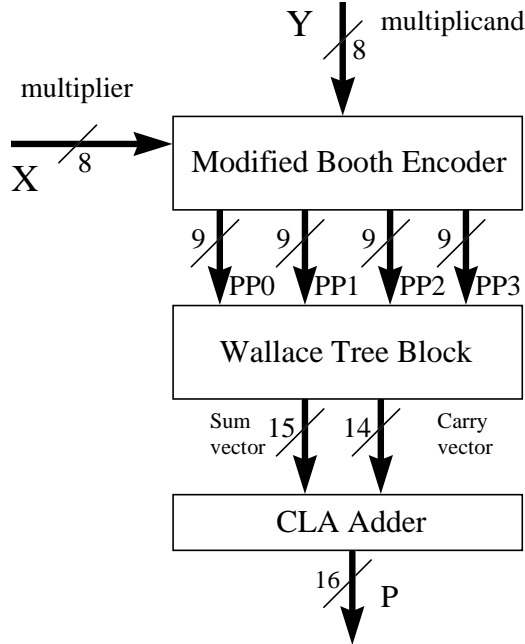 Y multiplicand
8
multiplier
X 8
Modified Booth Encoder
9 9 9 9
PP0 PP1 PP2 PP3
Wallace Tree Block
Sum vector 15 14 Carry vector
CLA Adder
16 P